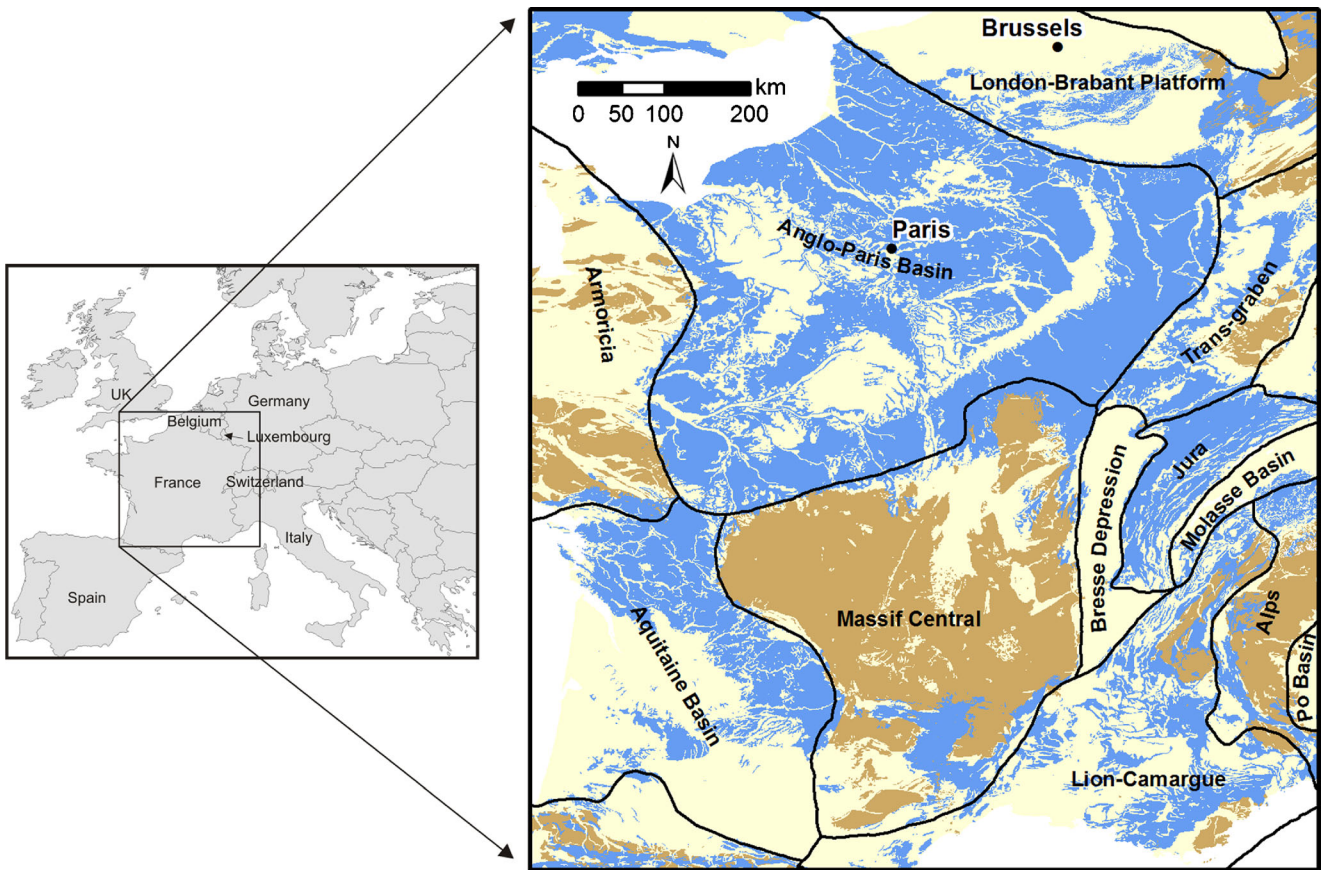 UK
Germany
Belgium
Luxembourg
France
Switzerland
Italy
Spain
Brussels
London-Brabant Platform
km
0 50 100 200
N
Paris
Anglo-Paris Basin
Armoricia
Trans-graben
Jura
Molasse Basin
Bresse Depression
Massif Central
Alps
Po Basin
Aquitaine Basin
Lion-Camargue